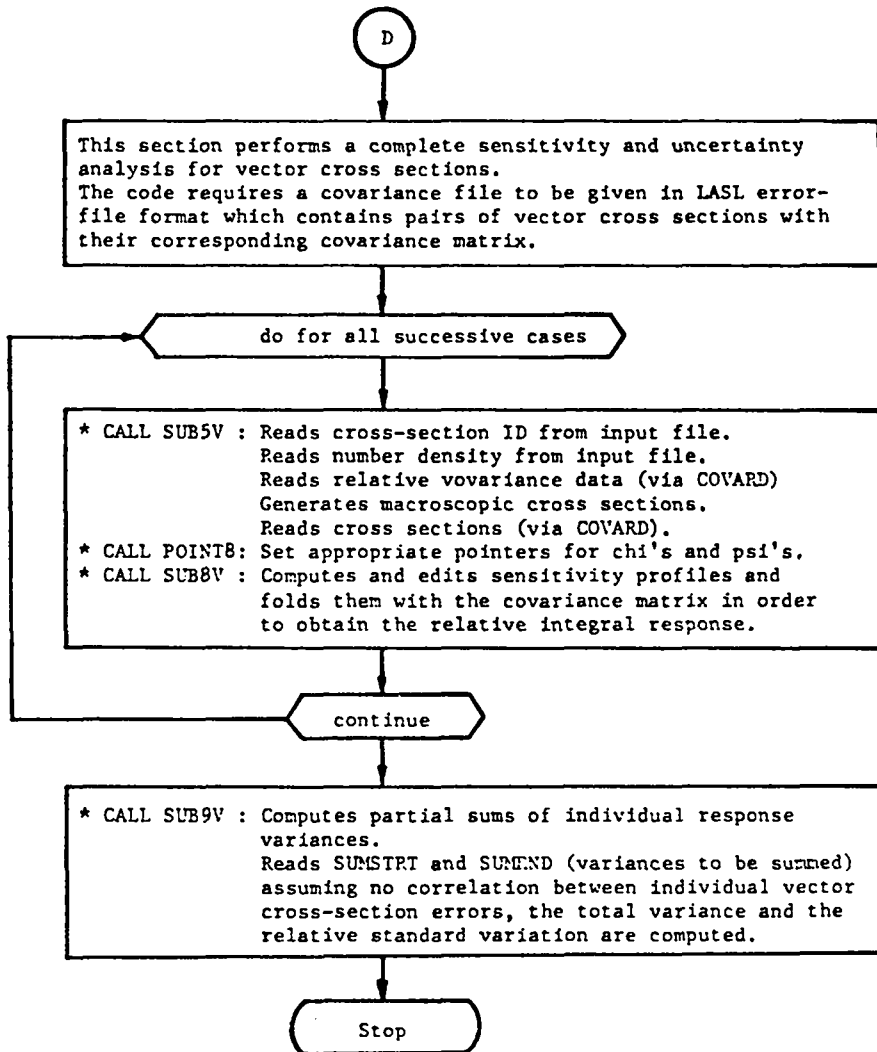 D
This section performs a complete sensitivity and uncertainty
analysis for vector cross sections.
The code requires a covariance file to be given in LASL error-
file format which contains pairs of vector cross sections with
their corresponding covariance matrix.
do for all successive cases
* CALL SUB5V : Reads cross-section ID from input file.
Reads number density from input file.
Reads relative vovariance data (via COVARD)
Generates macroscopic cross sections.
Reads cross sections (via COVARD).
* CALL POINT8: Set appropriate pointers for chi's and psi's.
* CALL SUB8V : Computes and edits sensitivity profiles and
folds them with the covariance matrix in order
to obtain the relative integral response.
continue
* CALL SUB9V : Computes partial sums of individual response
variances.
Reads SUMSTRT and SUMEND (variances to be summed)
assuming no correlation between individual vector
cross-section errors, the total variance and the
relative standard variation are computed.
Stop